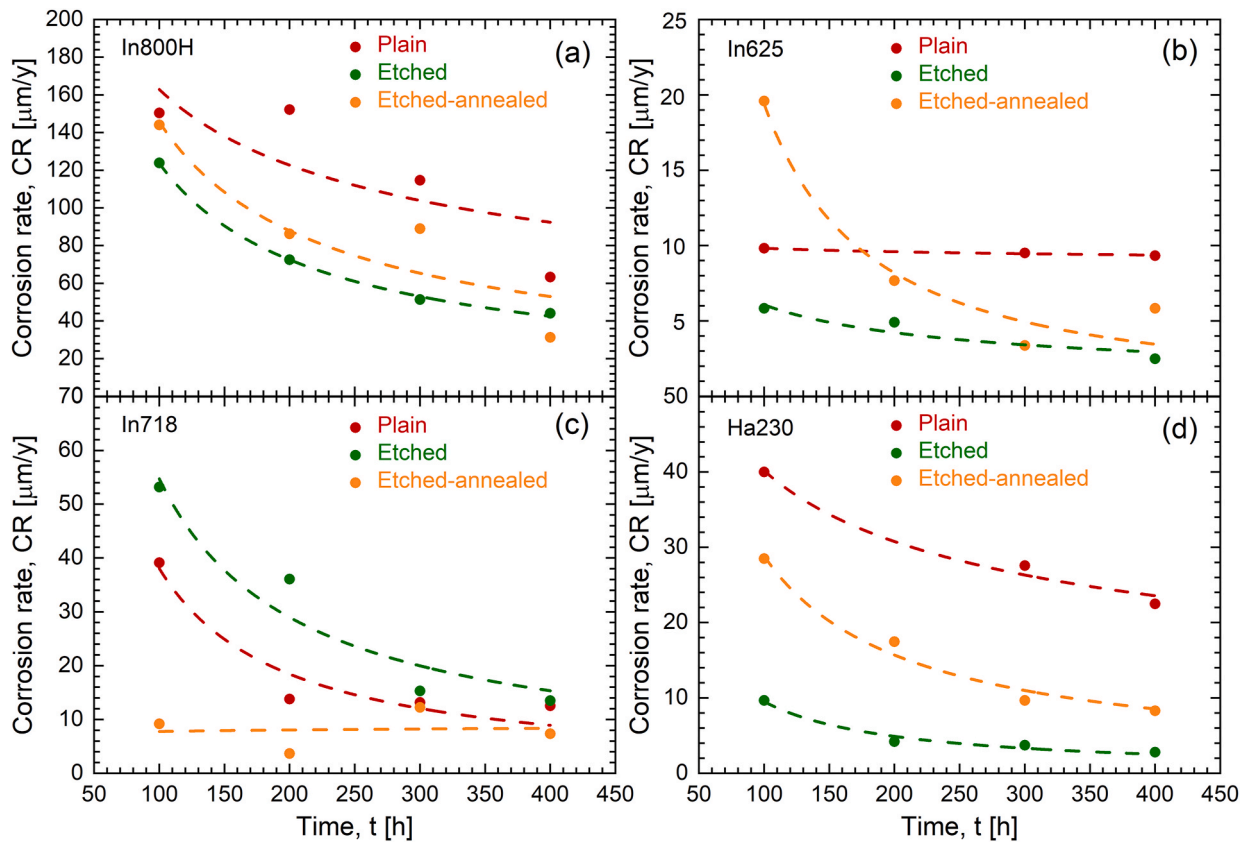 In800H
(a)
Plain
Etched
Etched-annealed
Corrosion rate, CR [μm/y]
200
180
160
140
120
100
80
60
40
20
In625
(b)
Plain
Etched
Etched-annealed
Corrosion rate, CR [μm/y]
25
20
15
10
5
In718
(c)
Plain
Etched
Etched-annealed
Corrosion rate, CR [μm/y]
70
60
50
40
30
20
10
0
50 100 150 200 250 300 350 400 450
Time, t [h]
Ha230
(d)
Plain
Etched
Etched-annealed
Corrosion rate, CR [μm/y]
50
40
30
20
10
0
50 100 150 200 250 300 350 400 450
Time, t [h]